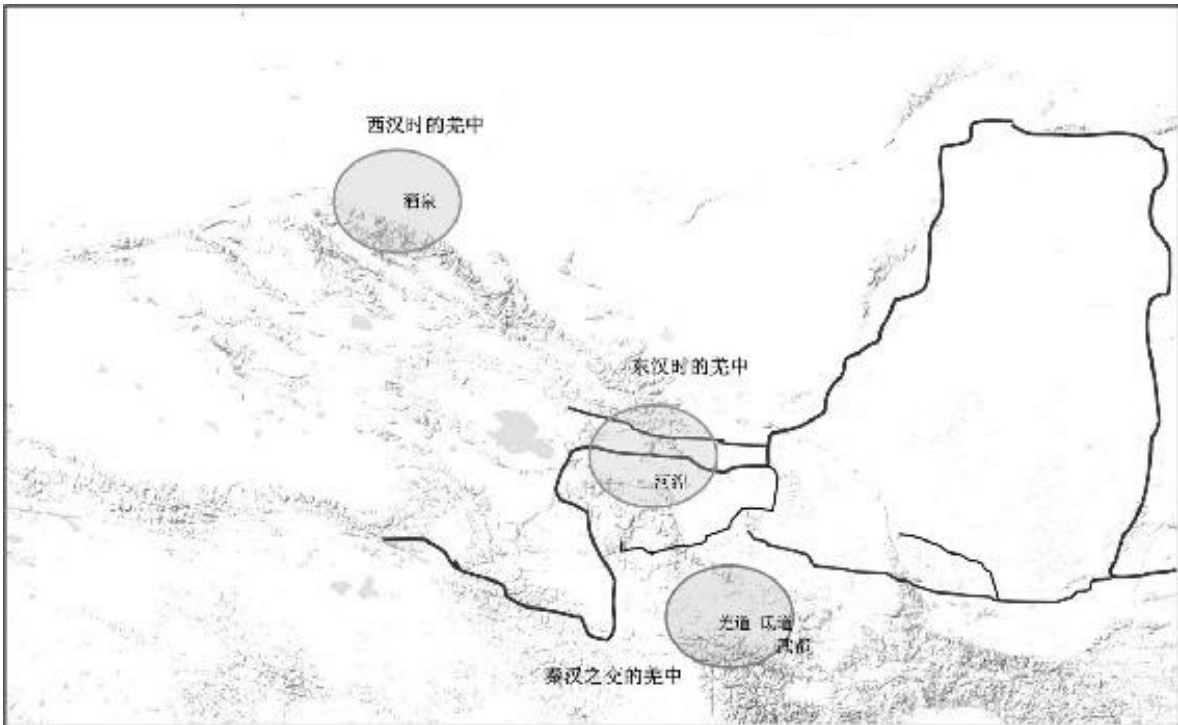 西汉时的羌中
酒泉
东汉时的羌中
河湟
羌道 氐道
武都
秦汉之交的羌中